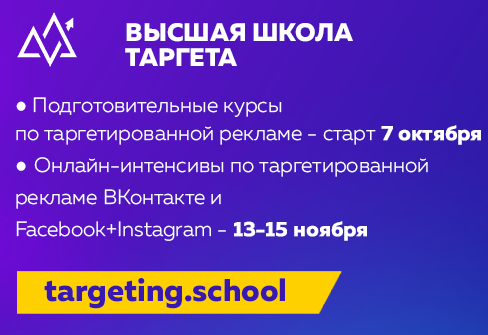 ВЫСШАЯ ШКОЛА
ТАРГЕТА
● Подготовительные курсы
по таргетированной рекламе - старт 7 октября
● Онлайн-интенсивы по таргетированной
рекламе ВКонтакте и
Facebook+Instagram - 13-15 ноября
targeting.school